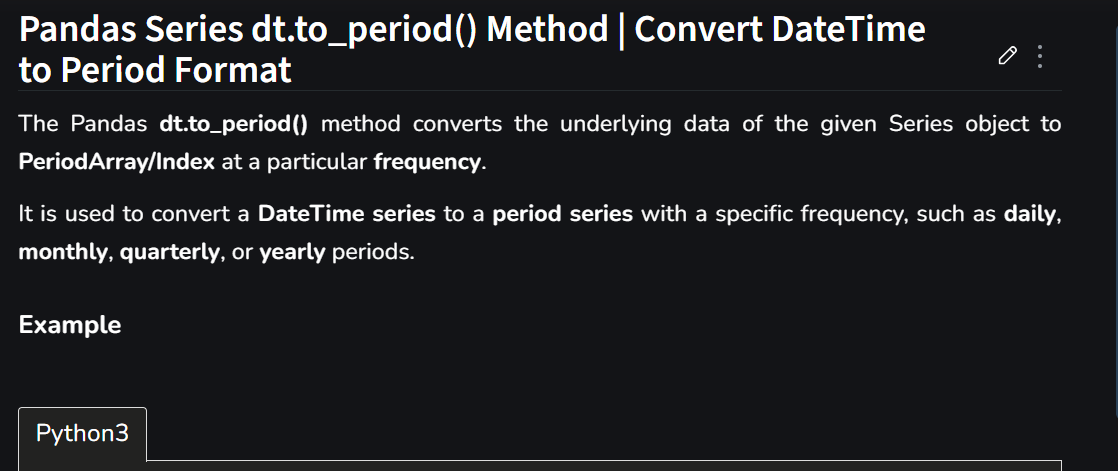 Pandas Series dt.to_period() Method | Convert DateTime
to Period Format
The Pandas dt.to_period() method converts the underlying data of the given Series object to
PeriodArray/Index at a particular frequency.
It is used to convert a DateTime series to a period series with a specific frequency, such as daily,
monthly, quarterly, or yearly periods.
Example
Python3